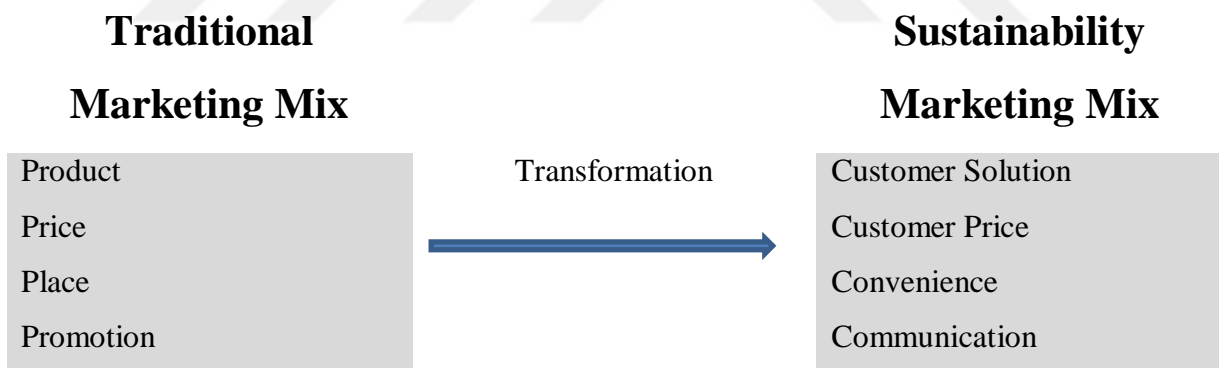 Traditional
Marketing Mix
Product
Price
Place
Promotion
Transformation
Sustainability
Marketing Mix
Customer Solution
Customer Price
Convenience
Communication